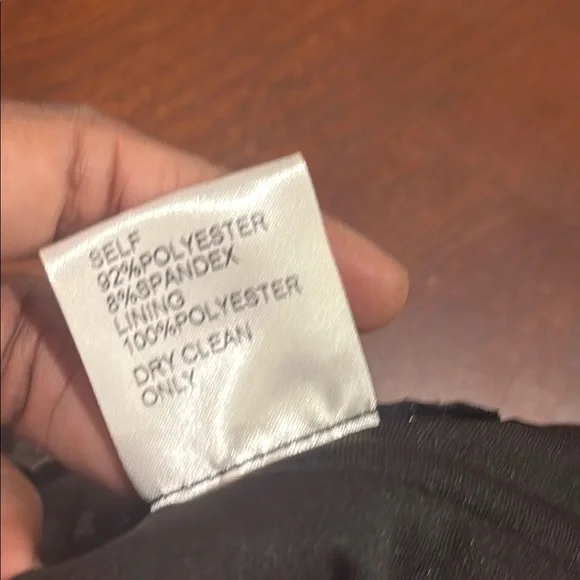 SELF
92%POLYESTER
8%SPANDEX
LINING
100%POLYESTER
DRY CLEAN
ONLY